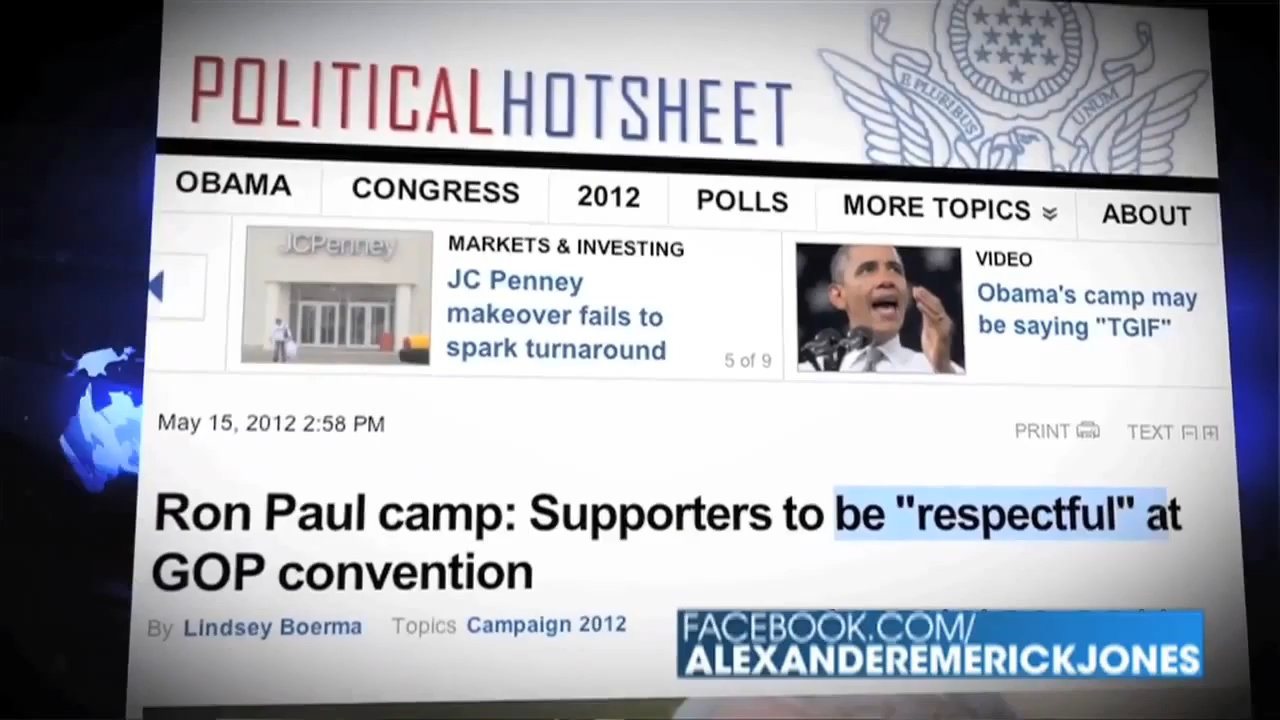 POLITICALHOTSHEET
E PLURIBUS UNUM
OBAMA CONGRESS 2012 POLLS MORE TOPICS ABOUT
JCPenney
MARKETS & INVESTING
JC Penney
makeover fails to
spark turnaround
5 of 9
VIDEO
Obama's camp may
be saying "TGIF"
May 15, 2012 2:58 PM
PRINT TEXT
Ron Paul camp: Supporters to be "respectful" at
GOP convention
By Lindsey Boerma Topics Campaign 2012
FACEBOOK.COM/
ALEXANDEREMERICKJONES